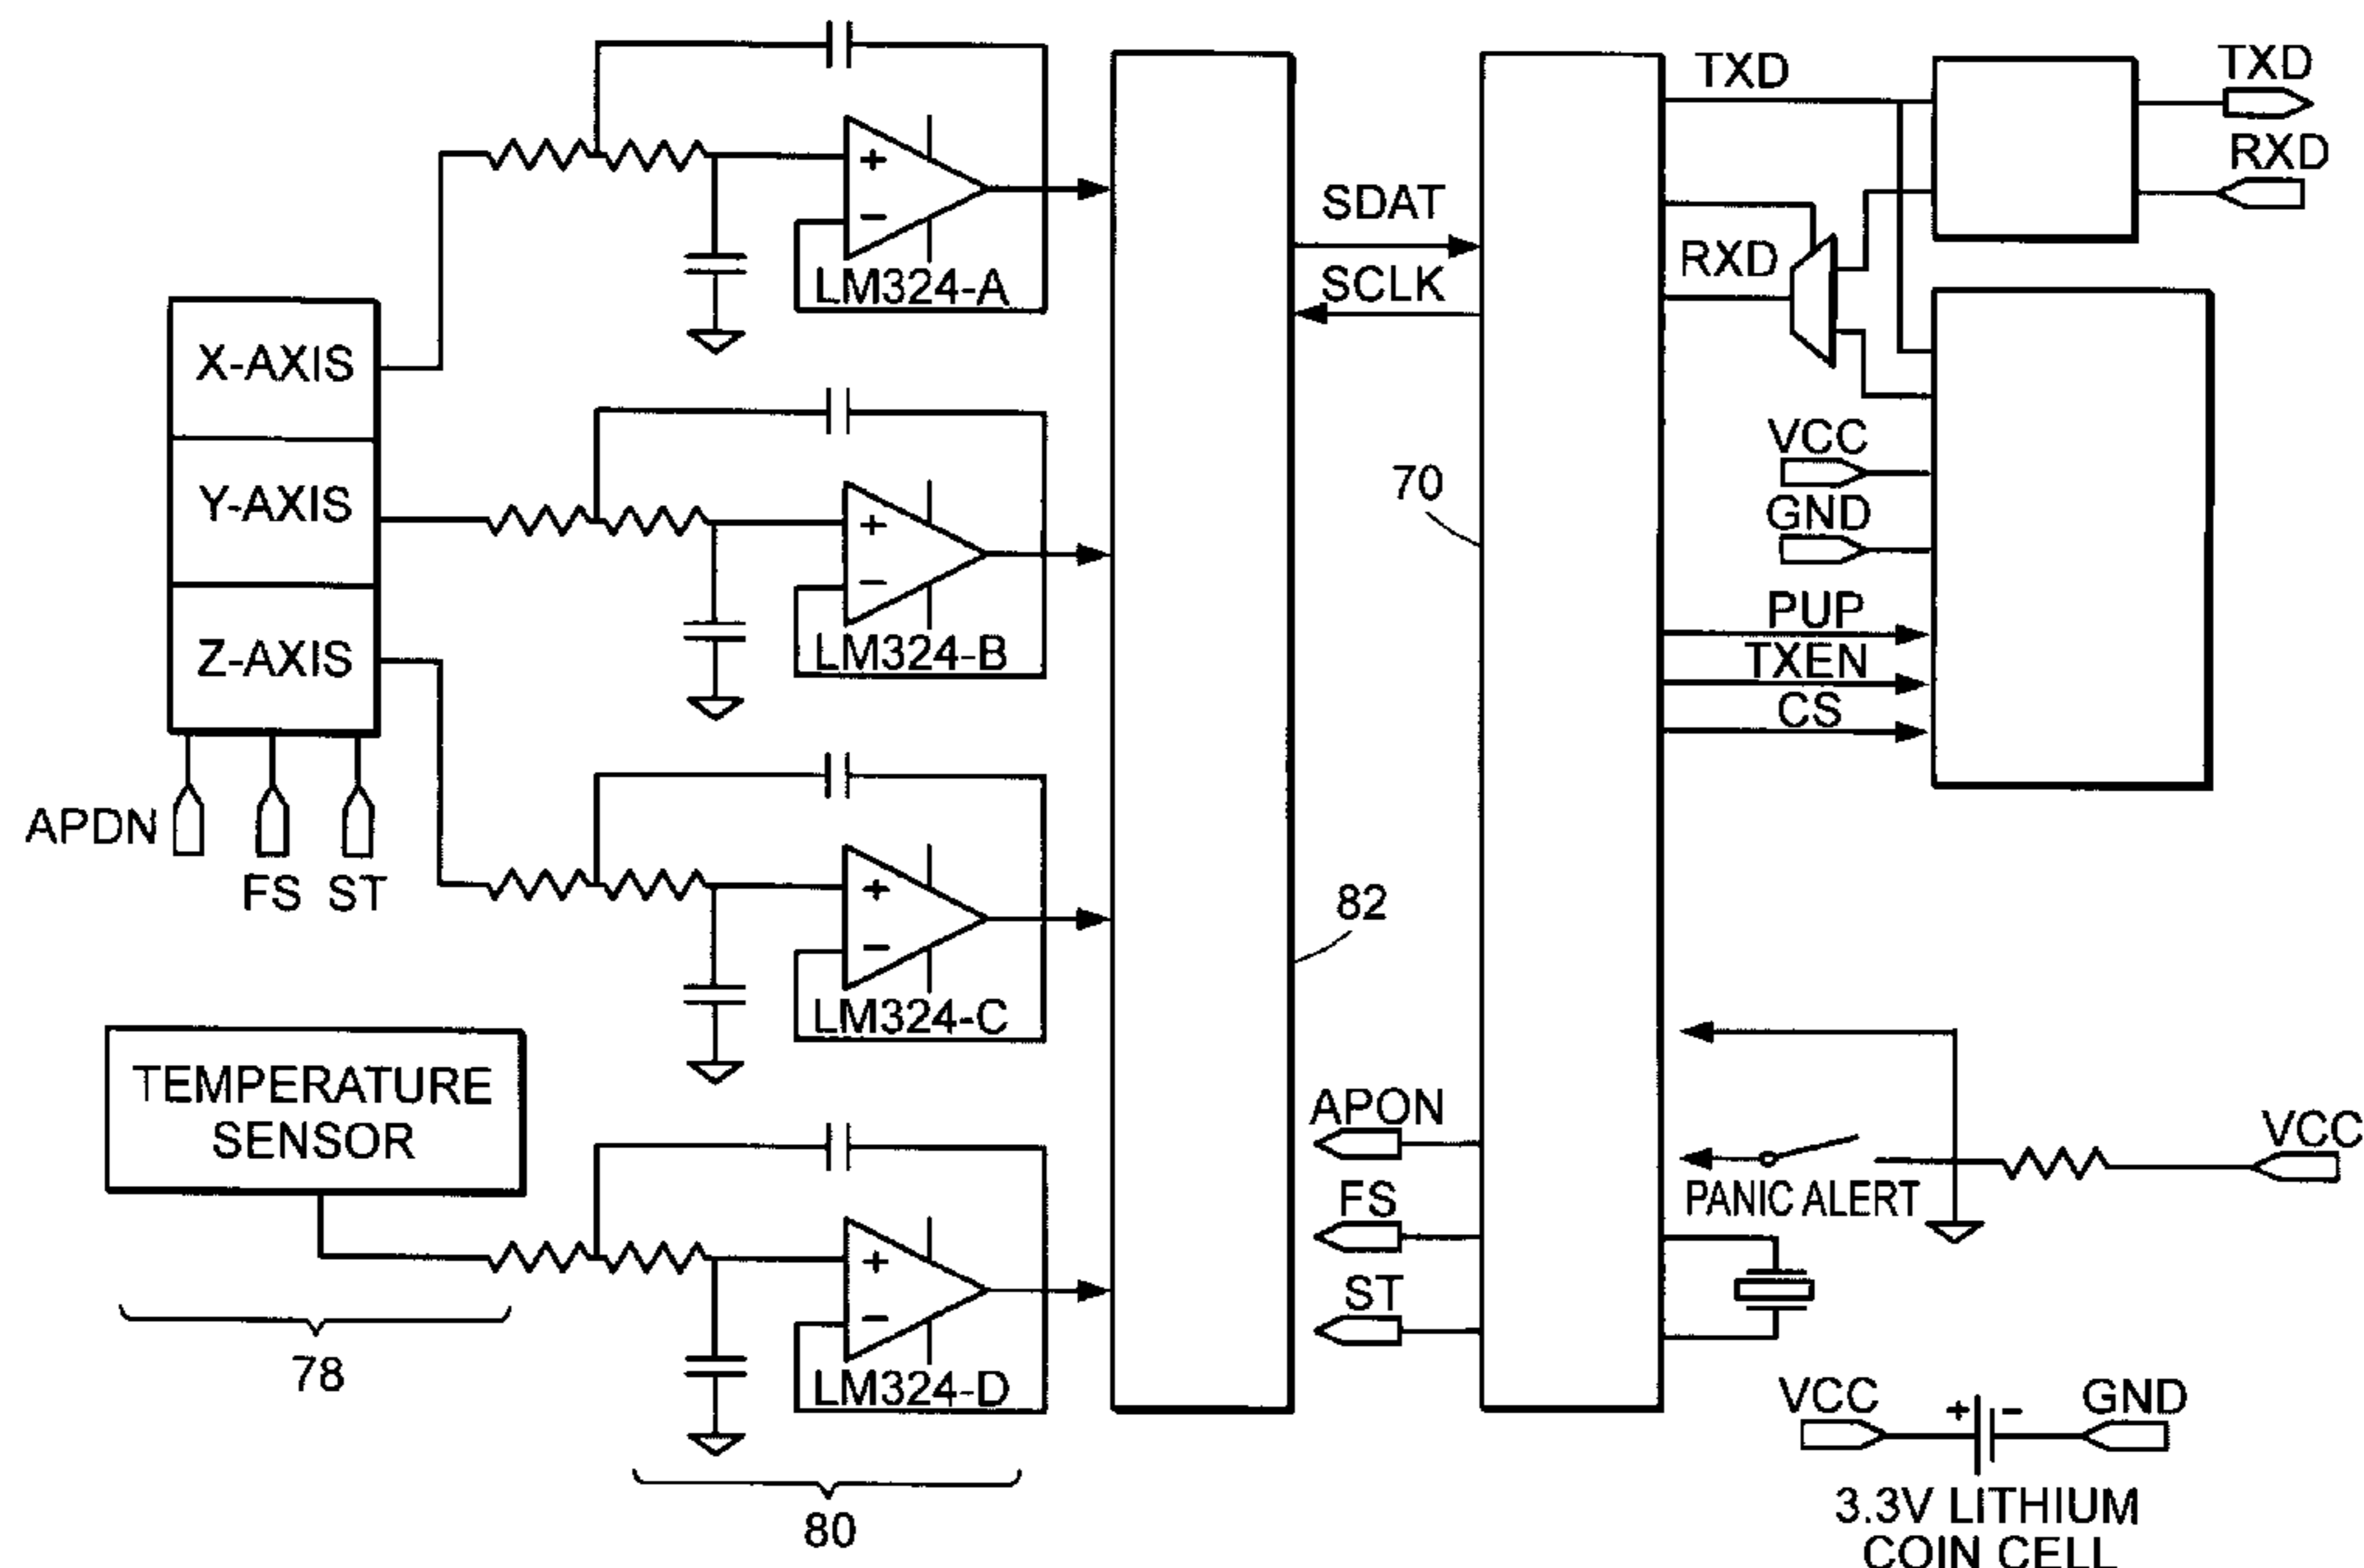 TXD
TXD
RXD
+
−
LM324-A
SDAT
SCLK
RXD
X-AXIS
Y-AXIS
Z-AXIS
APDN
FS
ST
+
−
LM324-B
70
VCC
GND
PUP
TXEN
CS
+
−
LM324-C
82
TEMPERATURE
SENSOR
+
−
LM324-D
APON
FS
ST
PANIC ALERT
VCC
78
80
VCC
+
−
GND
3.3V LITHIUM
COIN CELL